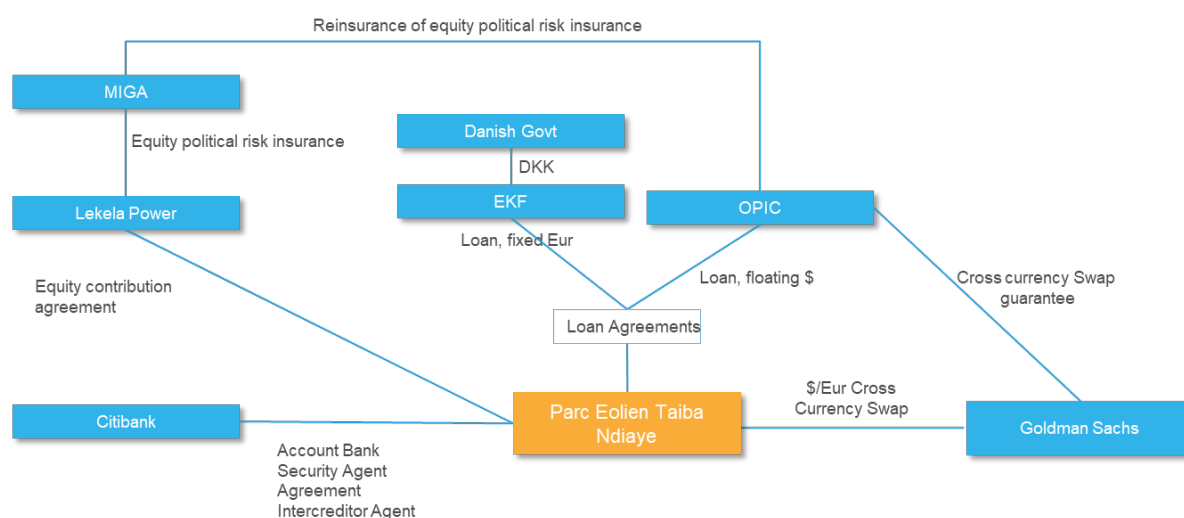 Reinsurance of equity political risk insurance
MIGA
Equity political risk insurance
Danish Govt
DKK
Lekela Power
EKF
OPIC
Loan, fixed Eur
Loan, floating $
Equity contribution
agreement
Cross currency Swap
guarantee
Loan Agreements
$/Eur Cross
Currency Swap
Citibank
Parc Eolien Taiba
Ndiaye
Goldman Sachs
Account Bank
Security Agent
Agreement
Intercreditor Agent